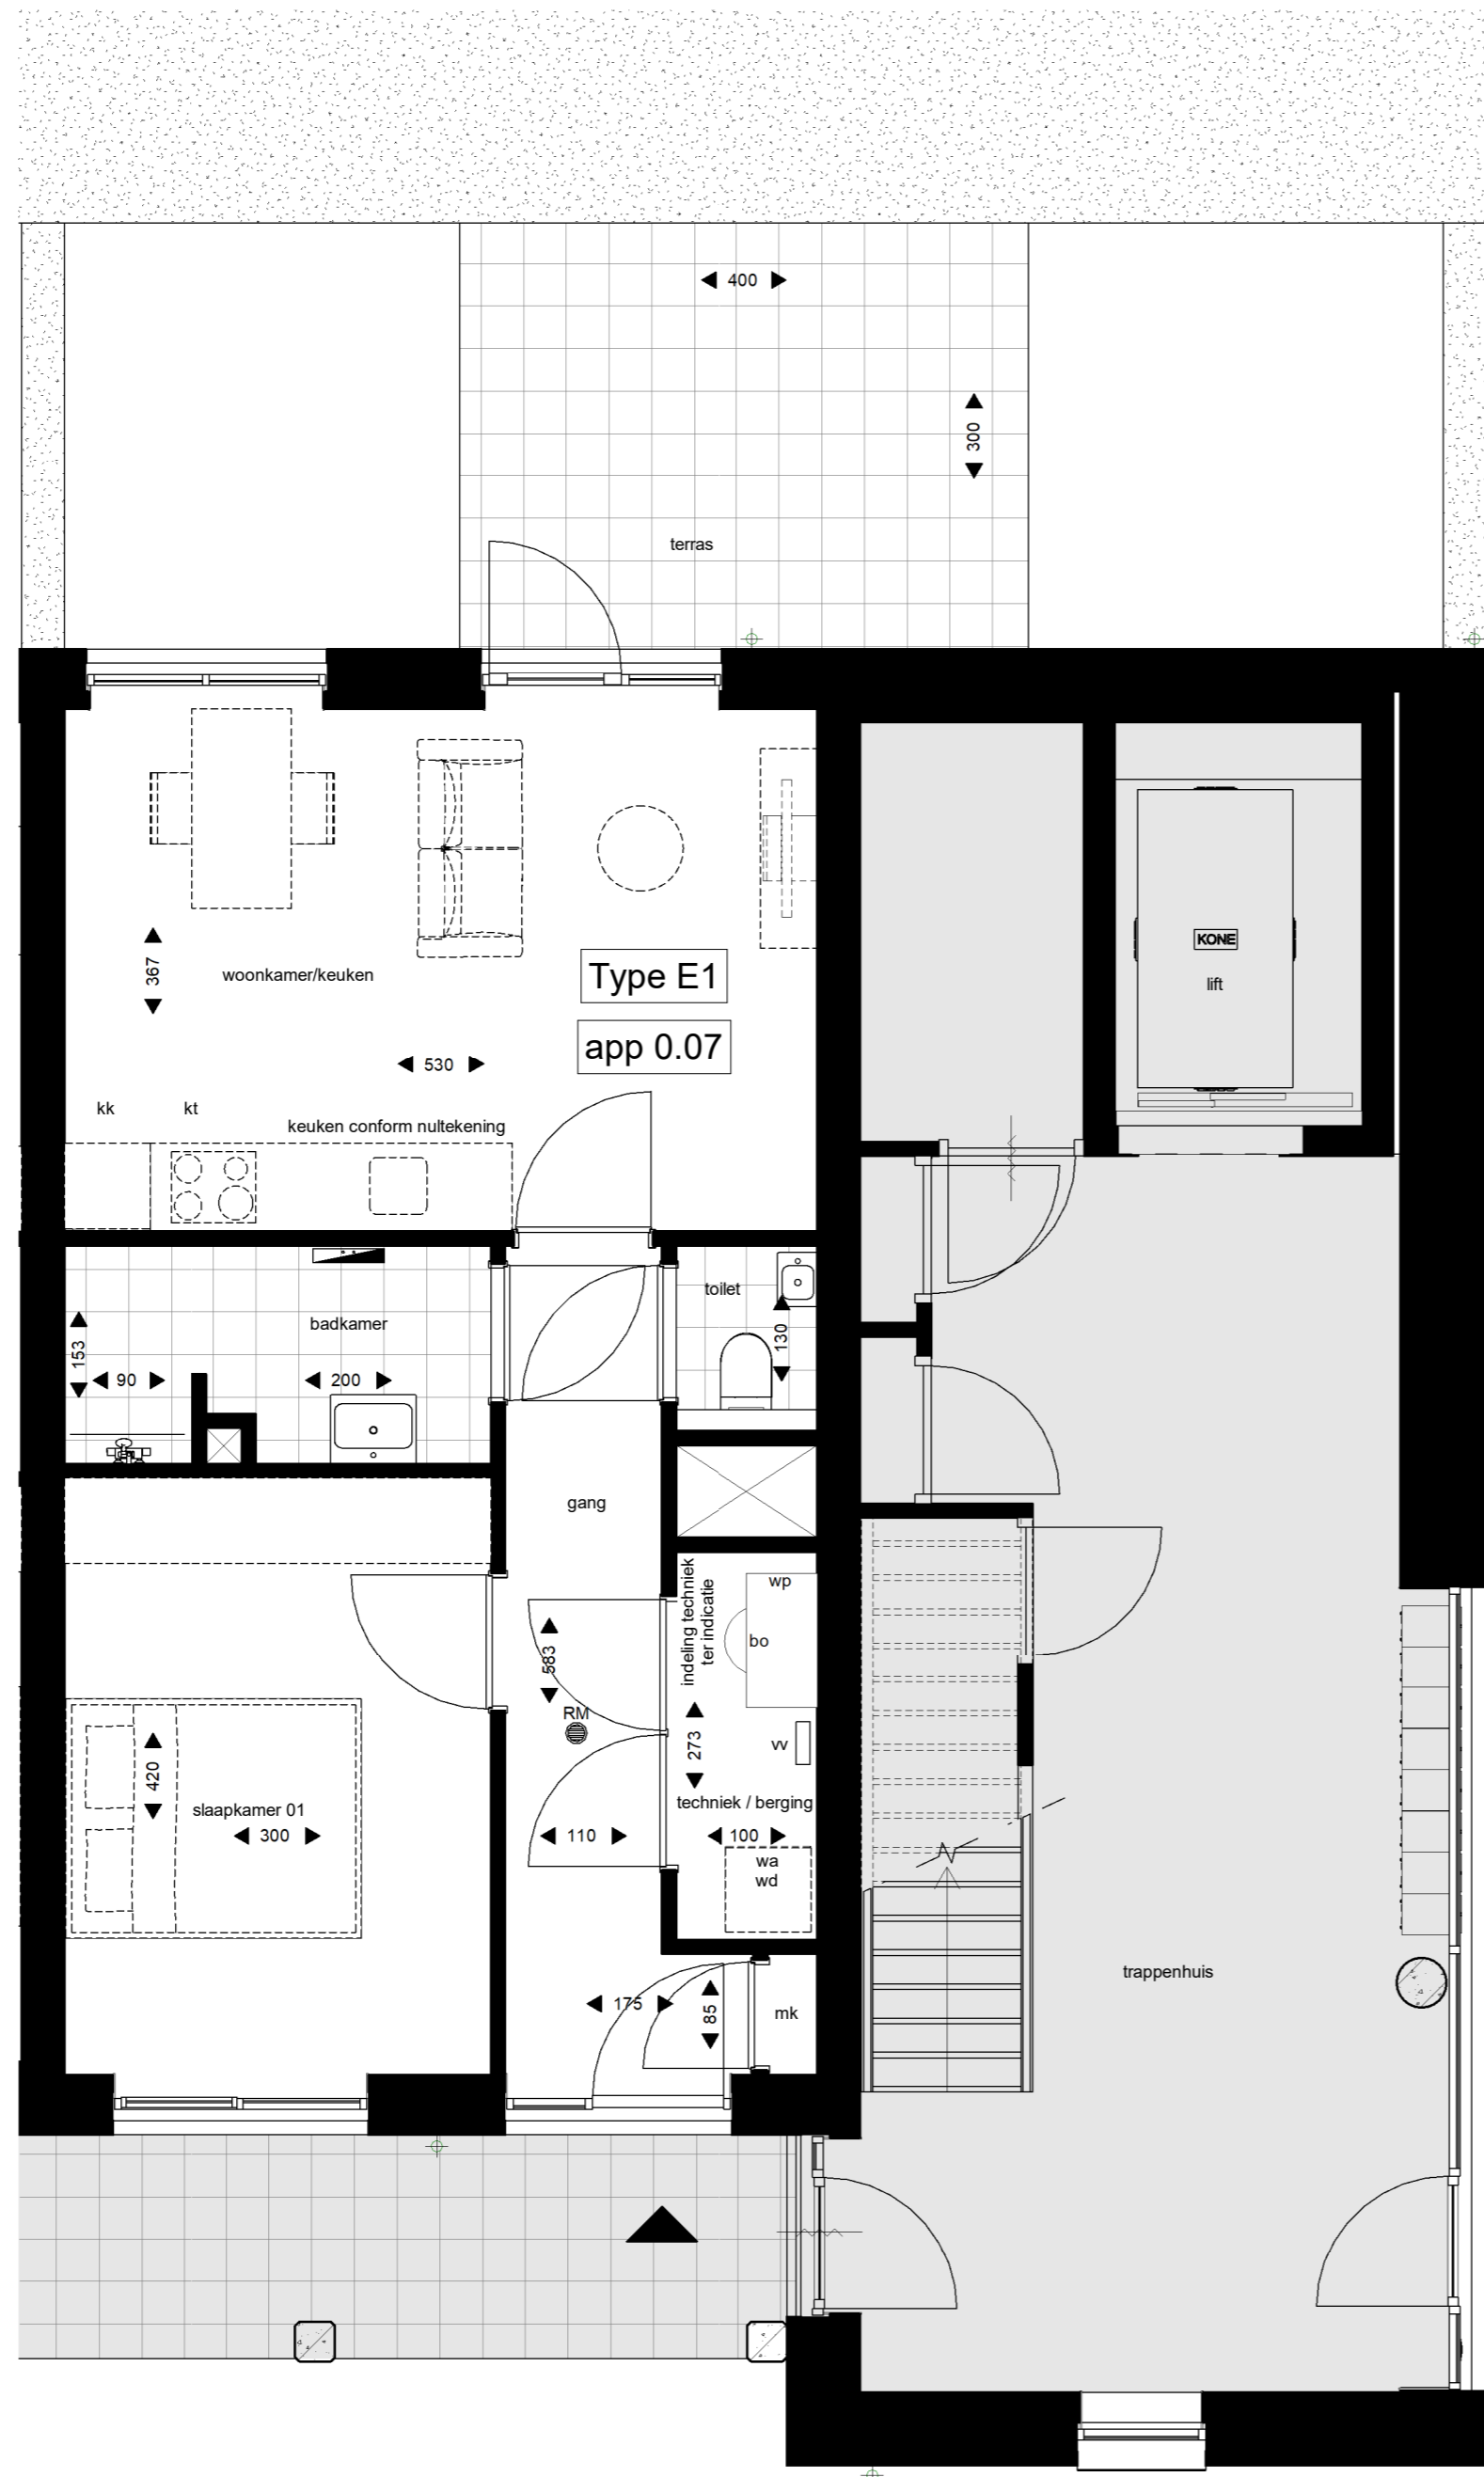 400
300
terras
367
woonkamer/keuken
Type E1
app 0.07
530
KONE
lift
kk
kt
keuken conform nultekening
toilet
badkamer
153
90
200
130
gang
indeling techniek
ter indicatie
wp
bo
583
RM
273
vv
420
slaapkamer 01
300
techniek / berging
110
100
wa
wd
trappenhuis
175
85
mk